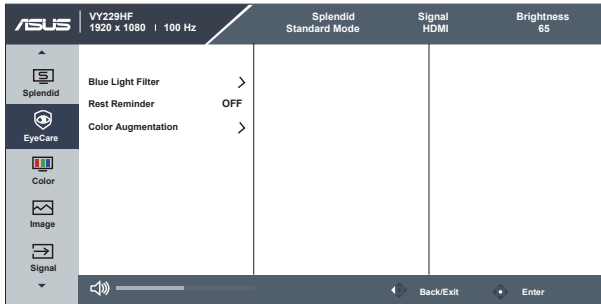 ASUS
VY229HF
1920 x 1080 | 100 Hz
Splendid
Standard Mode
Signal
HDMI
Brightness
65
Splendid
EyeCare
Color
Image
Signal
Blue Light Filter
Rest Reminder OFF
Color Augmentation
Back/Exit
Enter